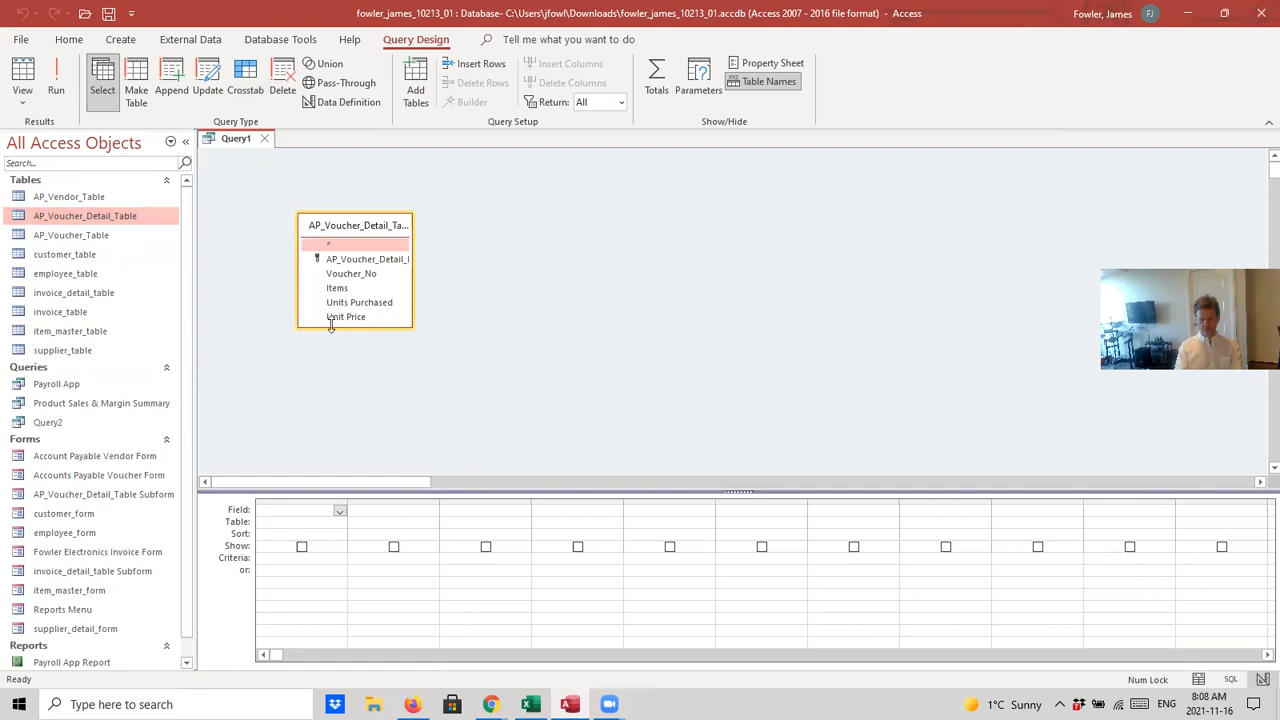 fowler_james_10213_01 : Database- C:\Users\jfowl\Downloads\fowler_james_10213_01.accdb (Access 2007 - 2016 file format) - Access
Fowler, James
FJ
File Home Create External Data Database Tools Help Query Design Tell me what you want to do
View
Run
Results
Select
Make Table
Append
Update
Crosstab
Delete
Union
Pass-Through
Data Definition
Query Type
Add Tables
Insert Rows
Delete Rows
Builder
Insert Columns
Delete Columns
Return: All
Query Setup
Totals
Parameters
Property Sheet
Table Names
Show/Hide
All Access Objects
Search...
Tables
AP_Vendor_Table
AP_Voucher_Detail_Table
AP_Voucher_Table
customer_table
employee_table
invoice_detail_table
invoice_table
item_master_table
supplier_table
Queries
Payroll App
Product Sales & Margin Summary
Query2
Forms
Account Payable Vendor Form
Accounts Payable Voucher Form
AP_Voucher_Detail_Table Subform
customer_form
employee_form
Fowler Electronics Invoice Form
invoice_detail_table Subform
item_master_form
Reports Menu
supplier_detail_form
Reports
Payroll App Report
Query1
AP_Voucher_Detail_Ta...
*
AP_Voucher_Detail_
Voucher_No
Items
Units Purchased
Unit Price
Field:
Table:
Sort:
Show:
Criteria:
or:
Ready
Num Lock
SQL
Type here to search
1°C Sunny
ENG
8:08 AM
2021-11-16